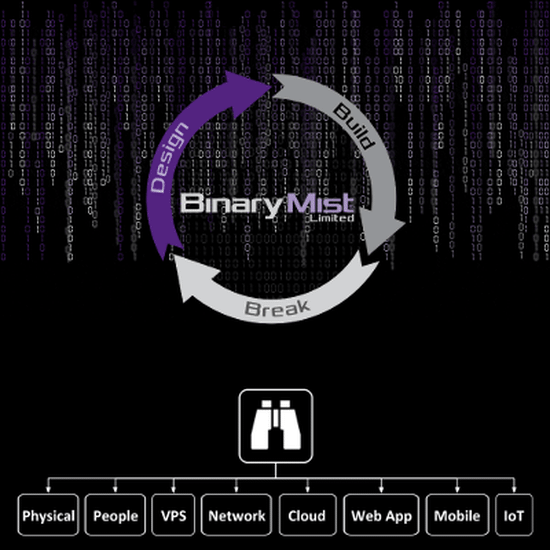 Design
Build
BinaryMist
Limited
Break
Physical
People
VPS
Network
Cloud
Web App
Mobile
IoT